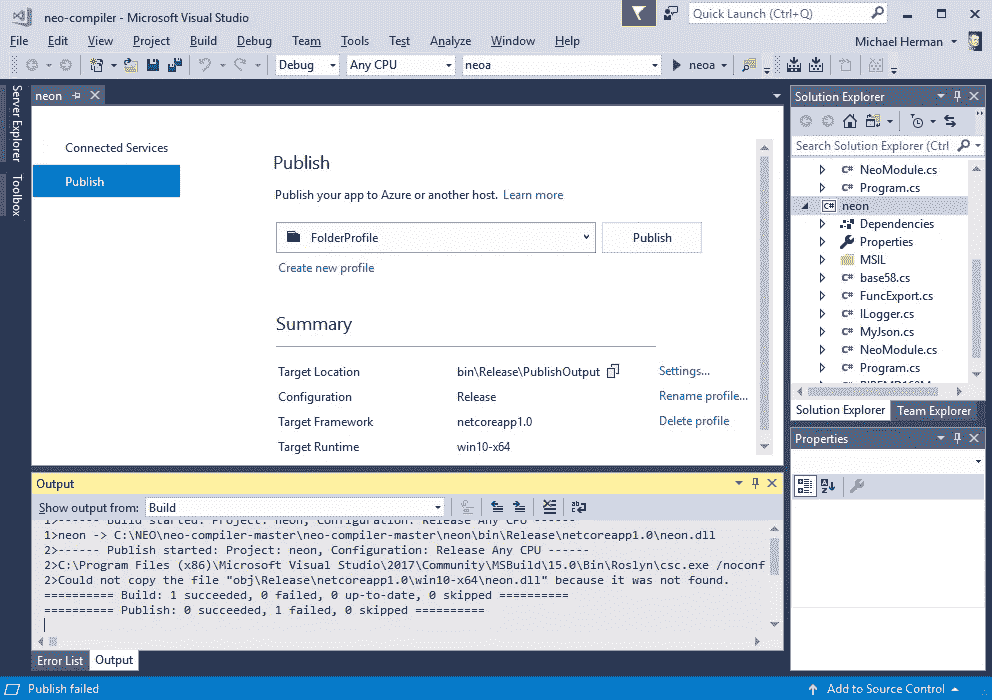 neo-compiler - Microsoft Visual Studio
Quick Launch (Ctrl+Q)
File Edit View Project Build Debug Team Tools Test Analyze Window Help
Michael Herman
Debug Any CPU neoa neoa
Server Explorer
Toolbox
neon
Connected Services
Publish
Publish
Publish your app to Azure or another host. Learn more
FolderProfile
Publish
Create new profile
Summary
Target Location bin\Release\PublishOutput Settings...
Configuration Release Rename profile...
Target Framework netcoreapp1.0 Delete profile
Target Runtime win10-x64
Solution Explorer
Search Solution Explorer (Ctrl
C# NeoModule.cs
C# Program.cs
C# neon
Dependencies
Properties
MSIL
C# base58.cs
C# FuncExport.cs
C# ILogger.cs
C# MyJson.cs
C# NeoModule.cs
C# Program.cs
Solution Explorer Team Explorer
Properties
Output
Show output from: Build
1>------ Build started: Project: neon, Configuration: Release Any CPU ------
1>neon -> C:\NEO\neo-compiler-master\neo-compiler-master\neon\bin\Release\netcoreapp1.0\neon.dll
2>------ Publish started: Project: neon, Configuration: Release Any CPU ------
2>C:\Program Files (x86)\Microsoft Visual Studio\2017\Community\MSBuild\15.0\Bin\Roslyn\csc.exe /noconf
2>Could not copy the file "obj\Release\netcoreapp1.0\win10-x64\neon.dll" because it was not found.
========== Build: 1 succeeded, 0 failed, 0 up-to-date, 0 skipped ==========
========== Publish: 0 succeeded, 1 failed, 0 skipped ==========
Error List Output
Publish failed
Add to Source Control